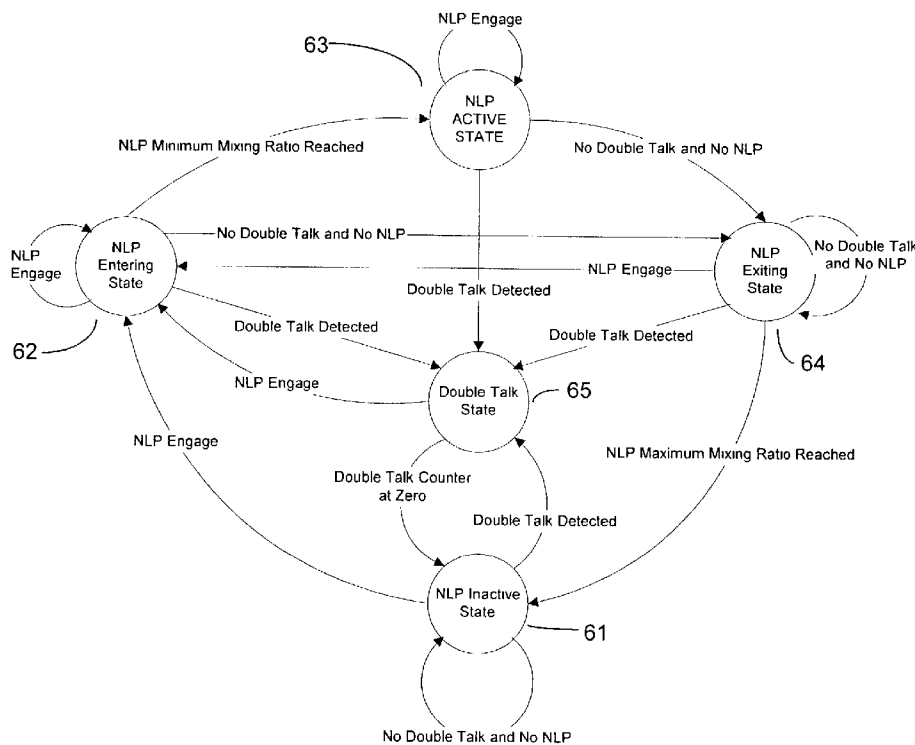 NLP Engage
63
NLP
ACTIVE
STATE
NLP Minimum Mixing Ratio Reached
No Double Talk and No NLP
NLP
Engage
NLP
Entering
State
No Double Talk and No NLP
NLP Engage
NLP
Exiting
State
No Double Talk
and No NLP
Double Talk Detected
Double Talk Detected
Double Talk Detected
62
64
NLP Engage
Double Talk
State
65
NLP Engage
NLP Maximum Mixing Ratio Reached
Double Talk Counter
at Zero
Double Talk Detected
NLP Inactive
State
61
No Double Talk and No NLP